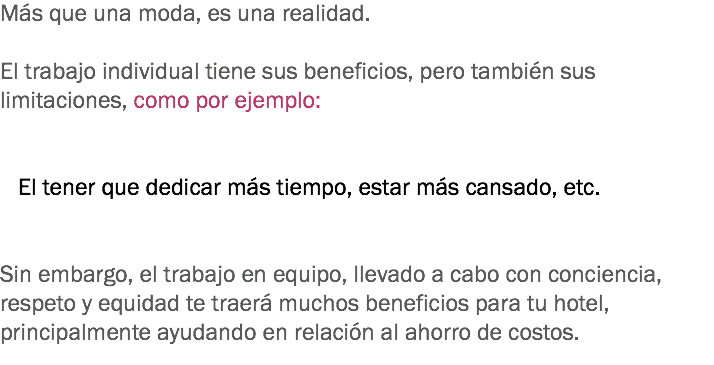 Más que una moda, es una realidad.
El trabajo individual tiene sus beneficios, pero también sus
limitaciones, como por ejemplo:
El tener que dedicar más tiempo, estar más cansado, etc.
Sin embargo, el trabajo en equipo, llevado a cabo con conciencia,
respeto y equidad te traerá muchos beneficios para tu hotel,
principalmente ayudando en relación al ahorro de costos.